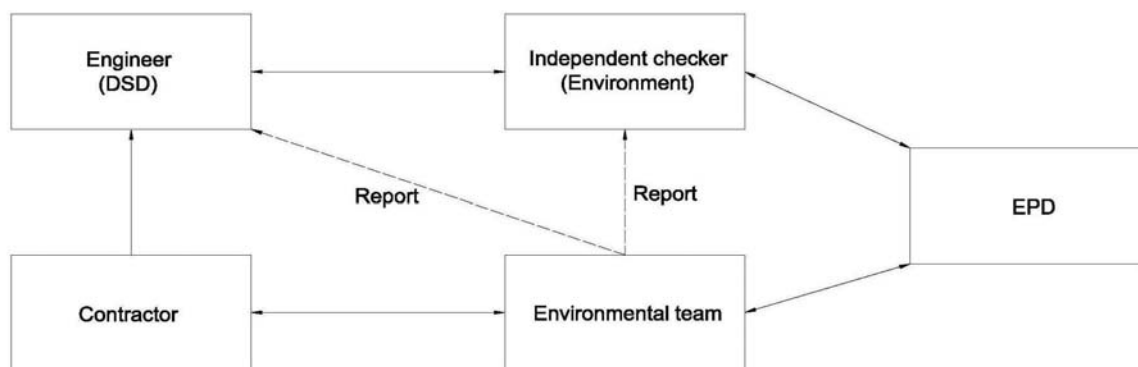 Engineer
(DSD)
Independent checker
(Environment)
Report
Report
EPD
Contractor
Environmental team